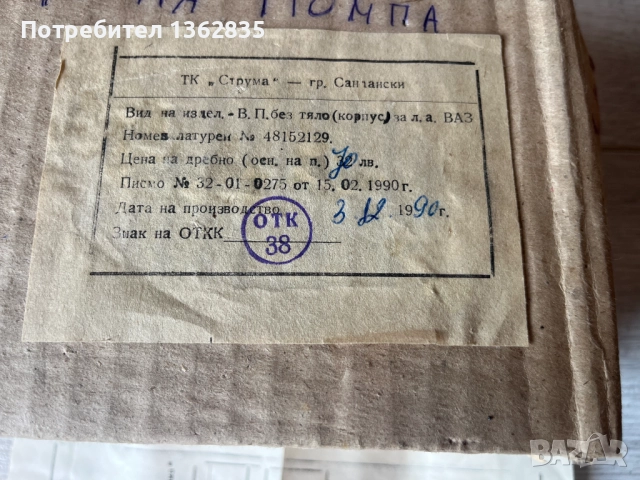 Потребител 1362835
НА ПОМПА
ТК „Струма“ — гр. Сандански
Вид на издел. - В. П. без тяло (корпус) за л. а. ВАЗ
Номенклатурен № 48152129.
Цена на дребно (осн. на п.) лв.
Писмо № 32-01-0275 от 15. 02. 1990 г.
Дата на производство 3 1990 г.
Знак на ОТКК
ОТК
38
BAZAR